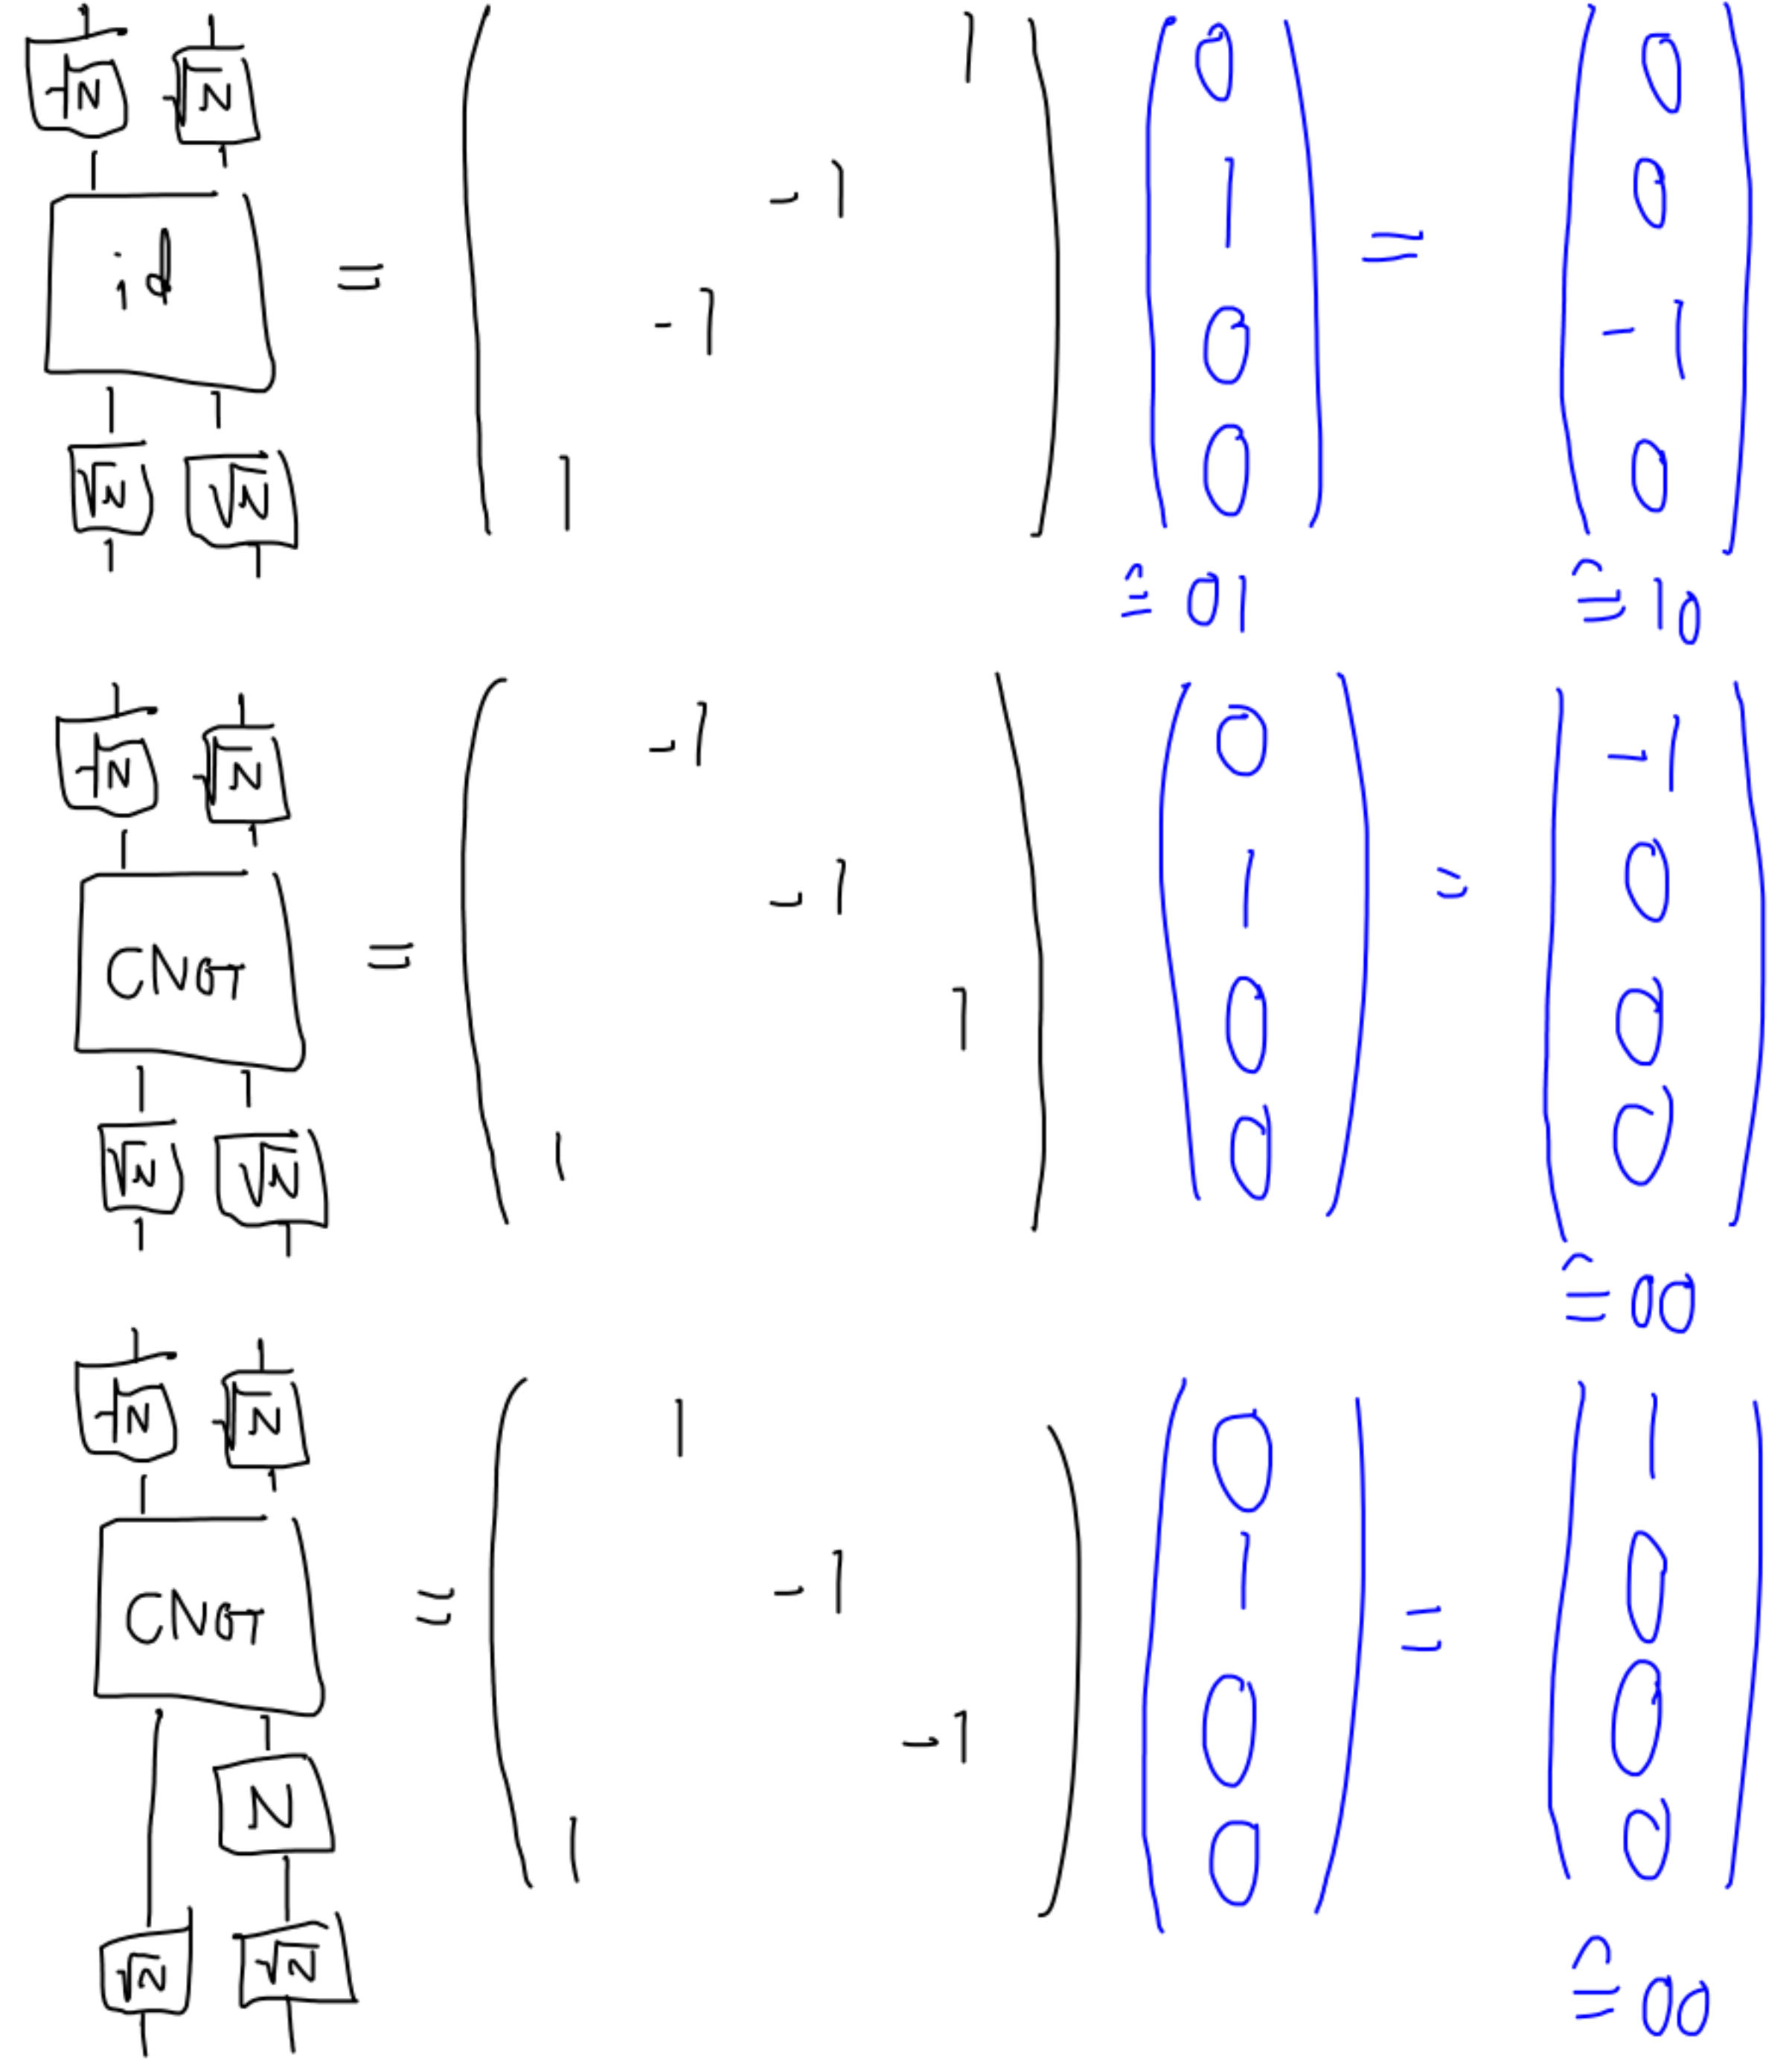 √N √N
id = ( 1 ) ( 0 ) = ( 0 )
-1 1 0
-1 0 -1
√N √N 1 0 0
≙ 01 ≙ 10
√N √N -1 0 -1
-1 1 = 0
CNOT = 1 0 0
√N √N 1 0 0
≙ 00
√N √N 1 0 1
CNOT = -1 1 = 0
-1 0 0
N 1 0 0
√N √N
≙ 00